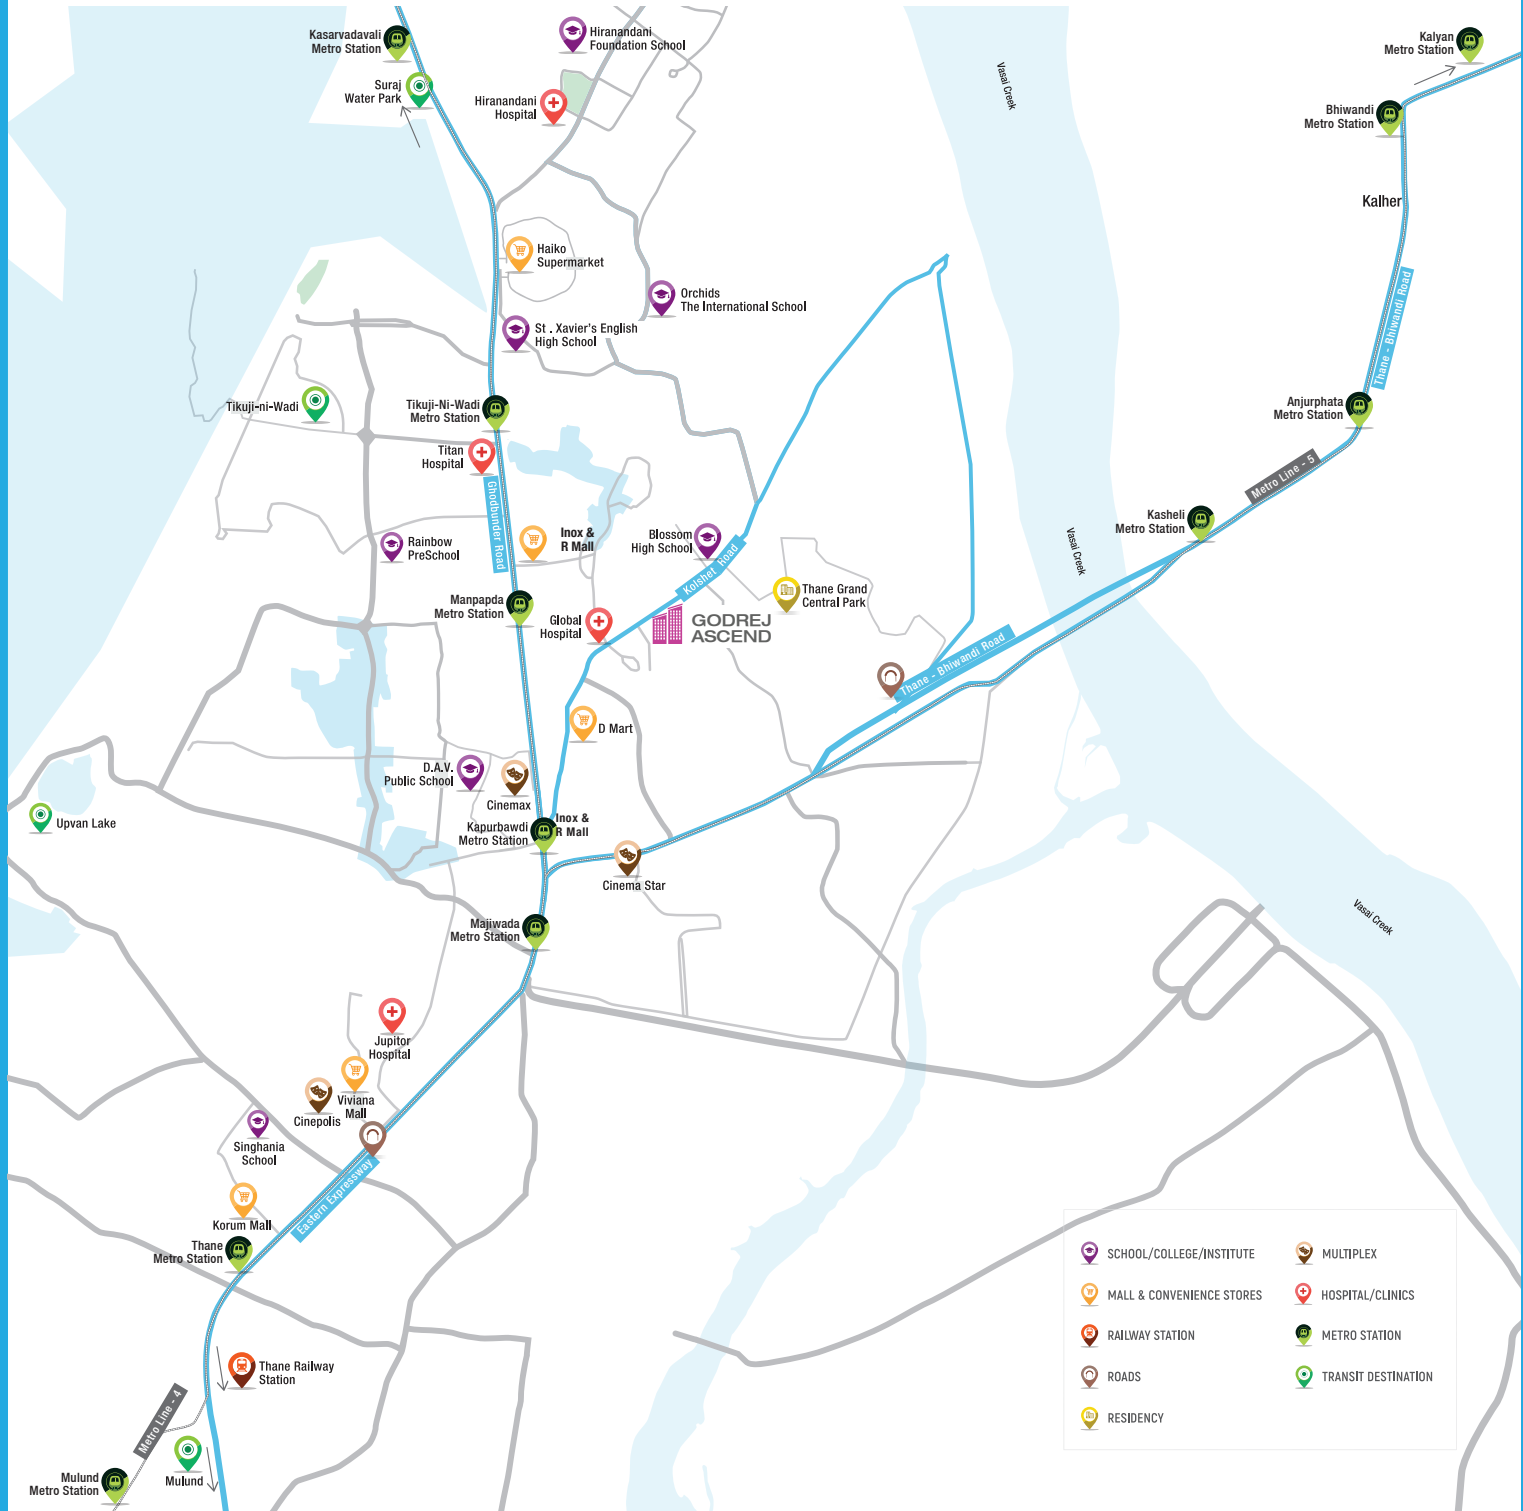 Kasarvadavali
Metro Station
Hiranandani
Foundation School
Kalyan
Metro Station
Suraj
Water Park
Hiranandani
Hospital
Vasai Creek
Bhiwandi
Metro Station
Kalher
Haiko
Supermarket
Orchids
The International School
St . Xavier's English
High School
Thane - Bhiwandi Road
Tikuji-ni-Wadi
Tikuji-Ni-Wadi
Metro Station
Anjurphata
Metro Station
Titan
Hospital
Metro Line - 5
Ghodbunder Road
Kasheli
Metro Station
Rainbow
PreSchool
Inox &
R Mall
Blossom
High School
Kolshet Road
Vasai Creek
Thane Grand
Central Park
Manpapda
Metro Station
Global
Hospital
GODREJ
ASCEND
Thane - Bhiwandi Road
D Mart
D.A.V.
Public School
Cinemax
Upvan Lake
Kapurbawdi
Metro Station
Inox &
R Mall
Cinema Star
Majiwada
Metro Station
Vasai Creek
Jupitor
Hospital
Viviana
Mall
Cinepolis
Singhania
School
Eastern Expressway
Korum Mall
Thane
Metro Station
Thane Railway
Station
Metro Line - 4
Mulund
Mulund
Metro Station
SCHOOL/COLLEGE/INSTITUTE
MULTIPLEX
MALL & CONVENIENCE STORES
HOSPITAL/CLINICS
RAILWAY STATION
METRO STATION
ROADS
TRANSIT DESTINATION
RESIDENCY